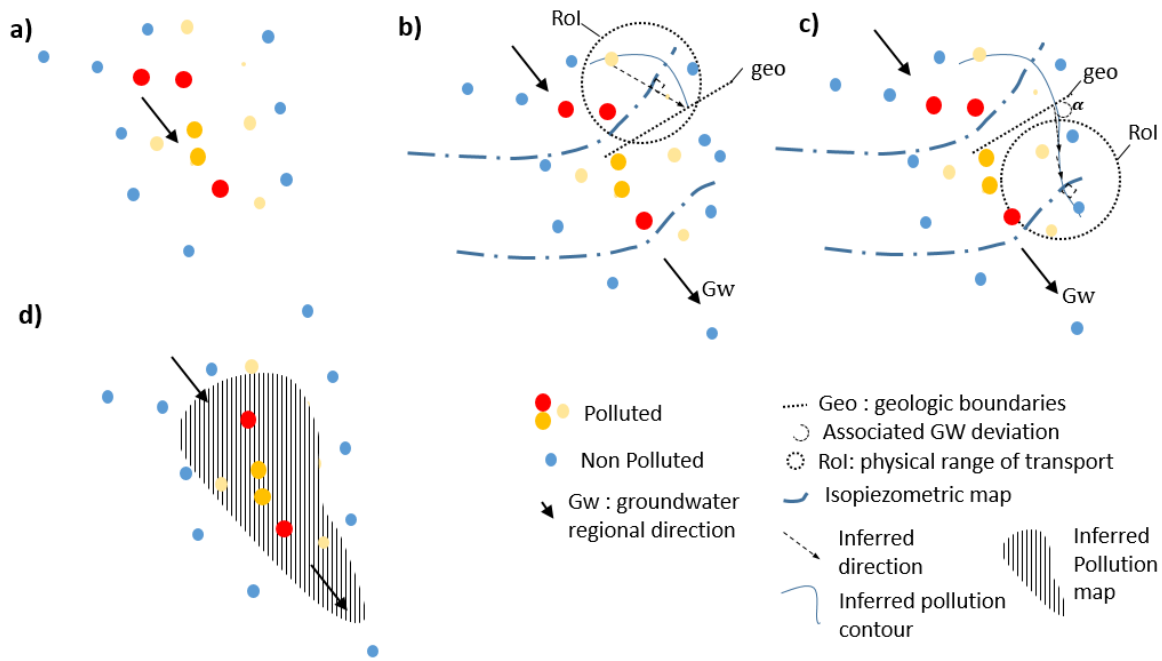 a)
b)
RoI
geo
Gw
c)
geo
α
RoI
Gw
d)
Polluted
Non Polluted
Gw : groundwater
regional direction
Geo : geologic boundaries
Associated GW deviation
RoI: physical range of transport
Isopiezometric map
Inferred
direction
Inferred pollution
contour
Inferred
Pollution
map